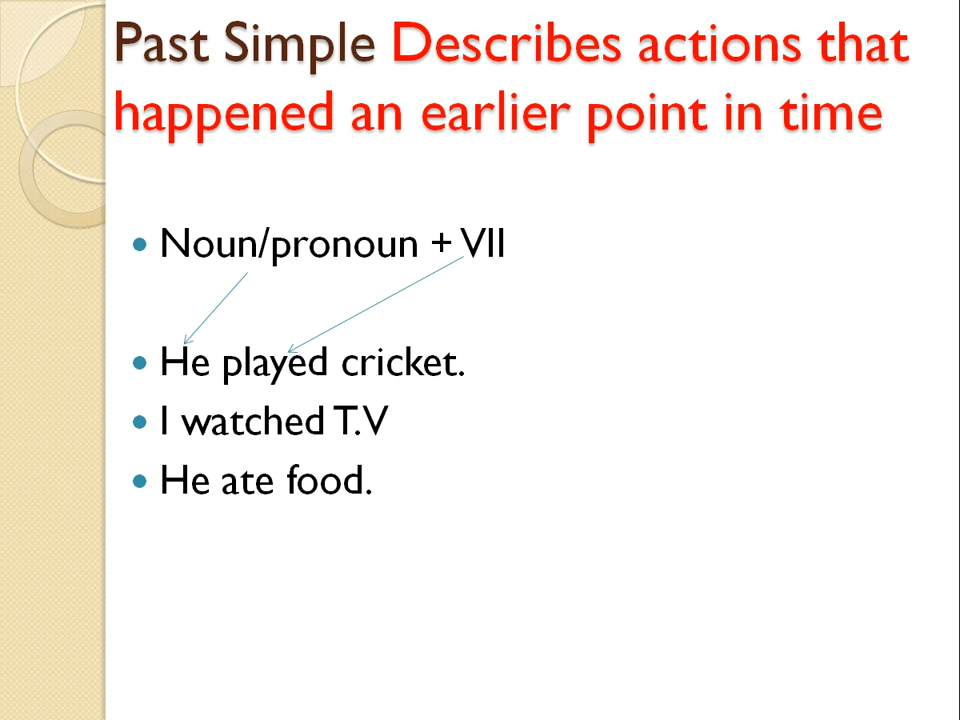 Past Simple Describes actions that
happened an earlier point in time
Noun/pronoun + VII
He played cricket.
I watched T.V
He ate food.